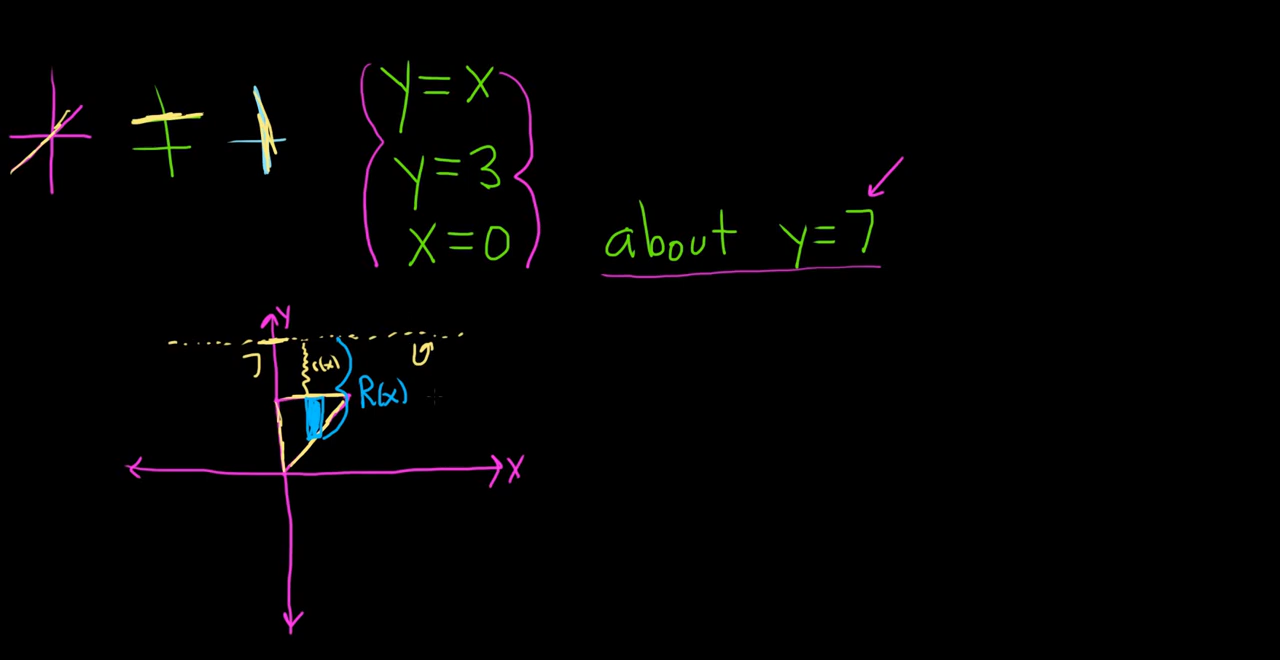 y = x
y = 3
x = 0
about y = 7
y
7
r(x)
R(x)
x